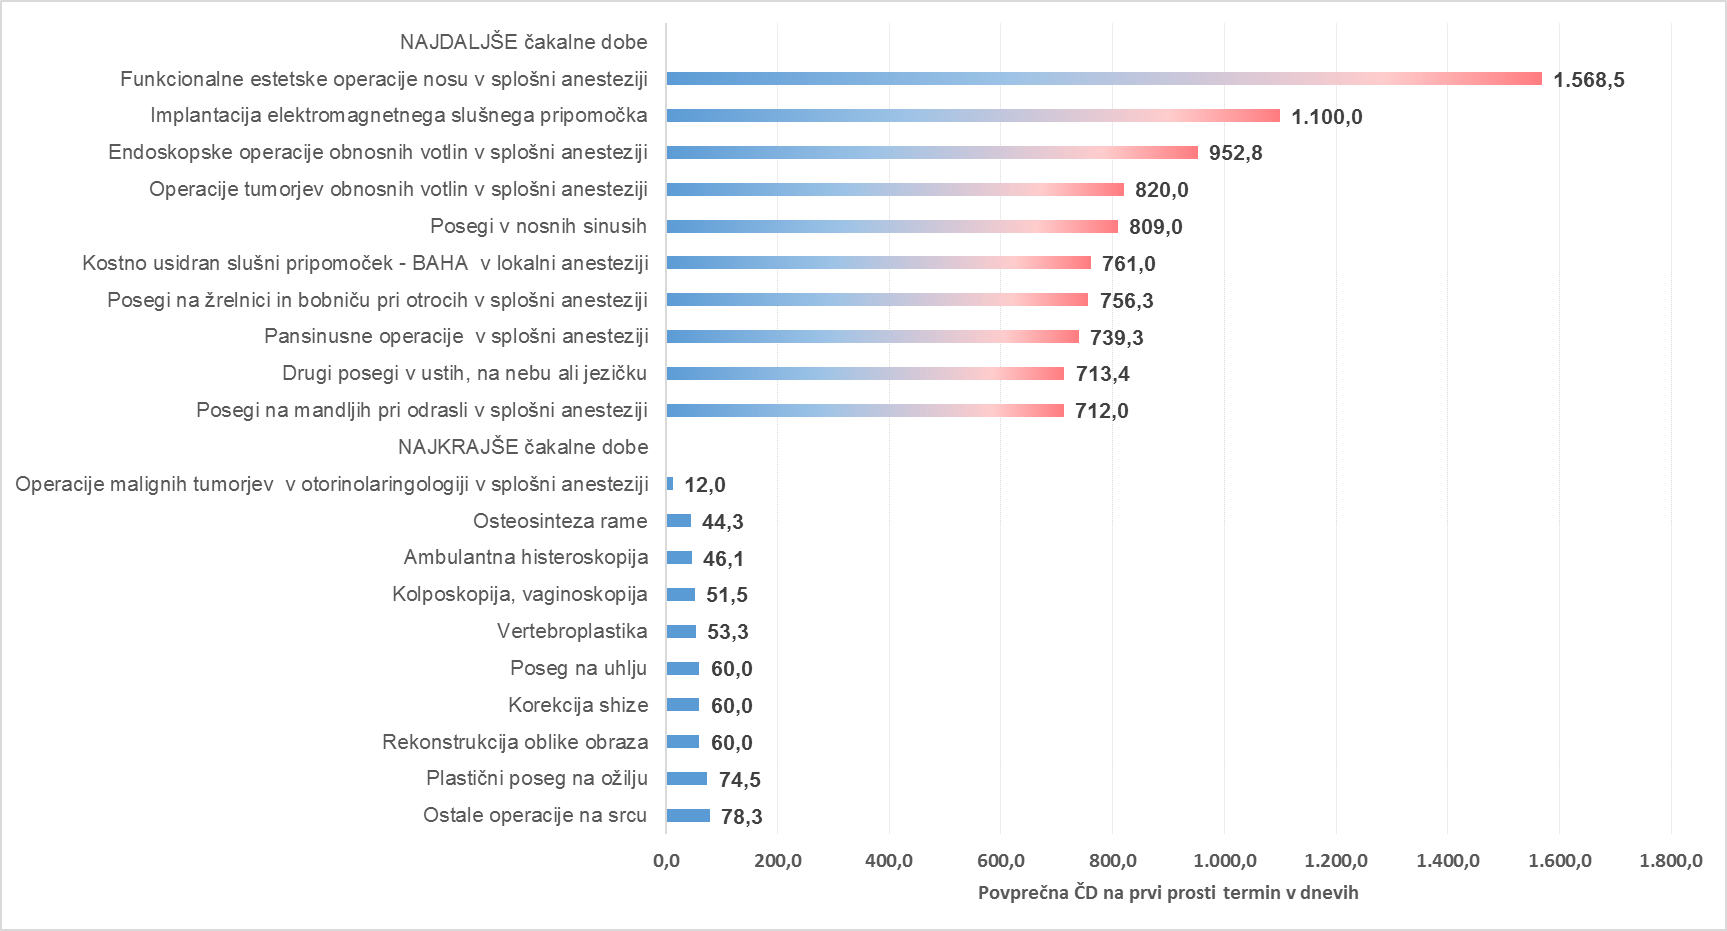 NAJDALJŠE čakalne dobe
Funkcionalne estetske operacije nosu v splošni anesteziji 1.568,5
Implantacija elektromagnetnega slušnega pripomočka 1.100,0
Endoskopske operacije obnosnih votlin v splošni anesteziji 952,8
Operacije tumorjev obnosnih votlin v splošni anesteziji 820,0
Posegi v nosnih sinusih 809,0
Kostno usidran slušni pripomoček - BAHA  v lokalni anesteziji 761,0
Posegi na žrelnici in bobniču pri otrocih v splošni anesteziji 756,3
Pansinusne operacije  v splošni anesteziji 739,3
Drugi posegi v ustih, na nebu ali jezičku 713,4
Posegi na mandljih pri odrasli v splošni anesteziji 712,0
NAJKRAJŠE čakalne dobe
Operacije malignih tumorjev  v otorinolaringologiji v splošni anesteziji 12,0
Osteosinteza rame 44,3
Ambulantna histeroskopija 46,1
Kolposkopija, vaginoskopija 51,5
Vertebroplastika 53,3
Poseg na uhlju 60,0
Korekcija shize 60,0
Rekonstrukcija oblike obraza 60,0
Plastični poseg na ožilju 74,5
Ostale operacije na srcu 78,3
0,0 200,0 400,0 600,0 800,0 1.000,0 1.200,0 1.400,0 1.600,0 1.800,0
Povprečna ČD na prvi prosti termin v dnevih